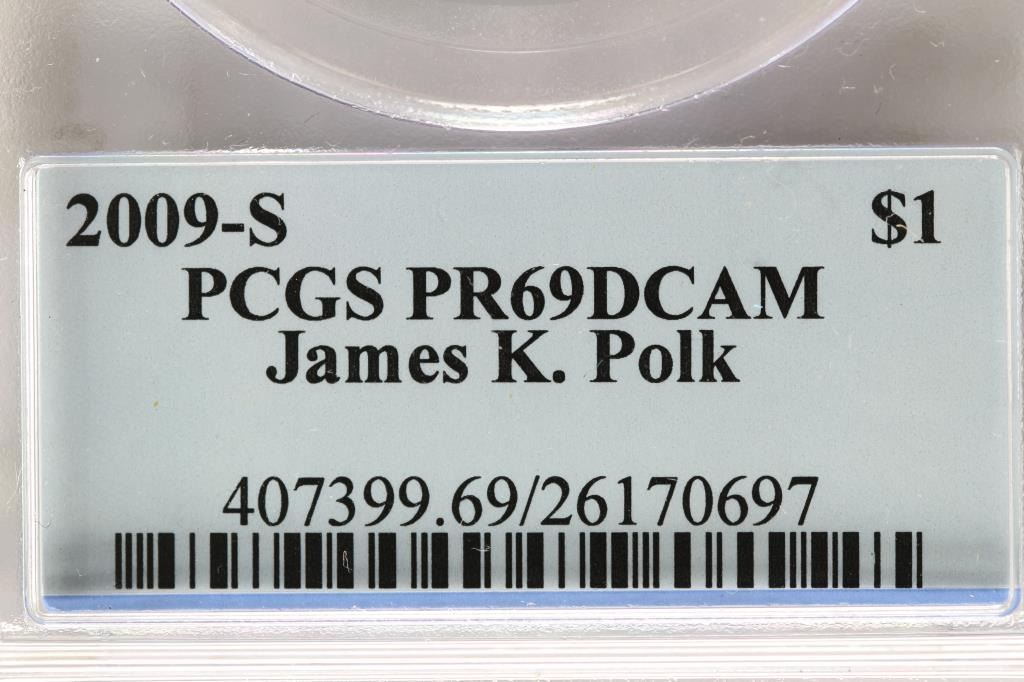 2009-S $1
PCGS PR69DCAM
James K. Polk
407399.69/26170697